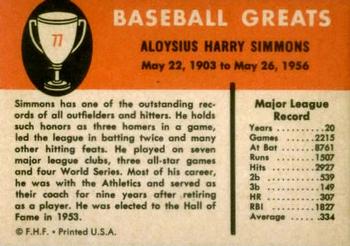 77
BASEBALL GREATS
ALOYSIUS HARRY SIMMONS
May 22, 1903 to May 26, 1956
Simmons has one of the outstanding rec-
ords of all outfielders and hitters. He holds
such honors as three homers in a game,
led the league in batting twice and many
other hitting feats. He played on seven
major league clubs, three all-star games
and four World Series. Most of his career,
he was with the Athletics and served as
their coach for nine years after retiring
as a player. He was elected to the Hall of
Fame in 1953.
© F.H.F. • Printed U.S.A.
Major League
Record
Years 20
Games 2215
At Bat 8761
Runs 1507
Hits 2927
2b 539
3b 149
HR 307
RBI 1827
Average .334